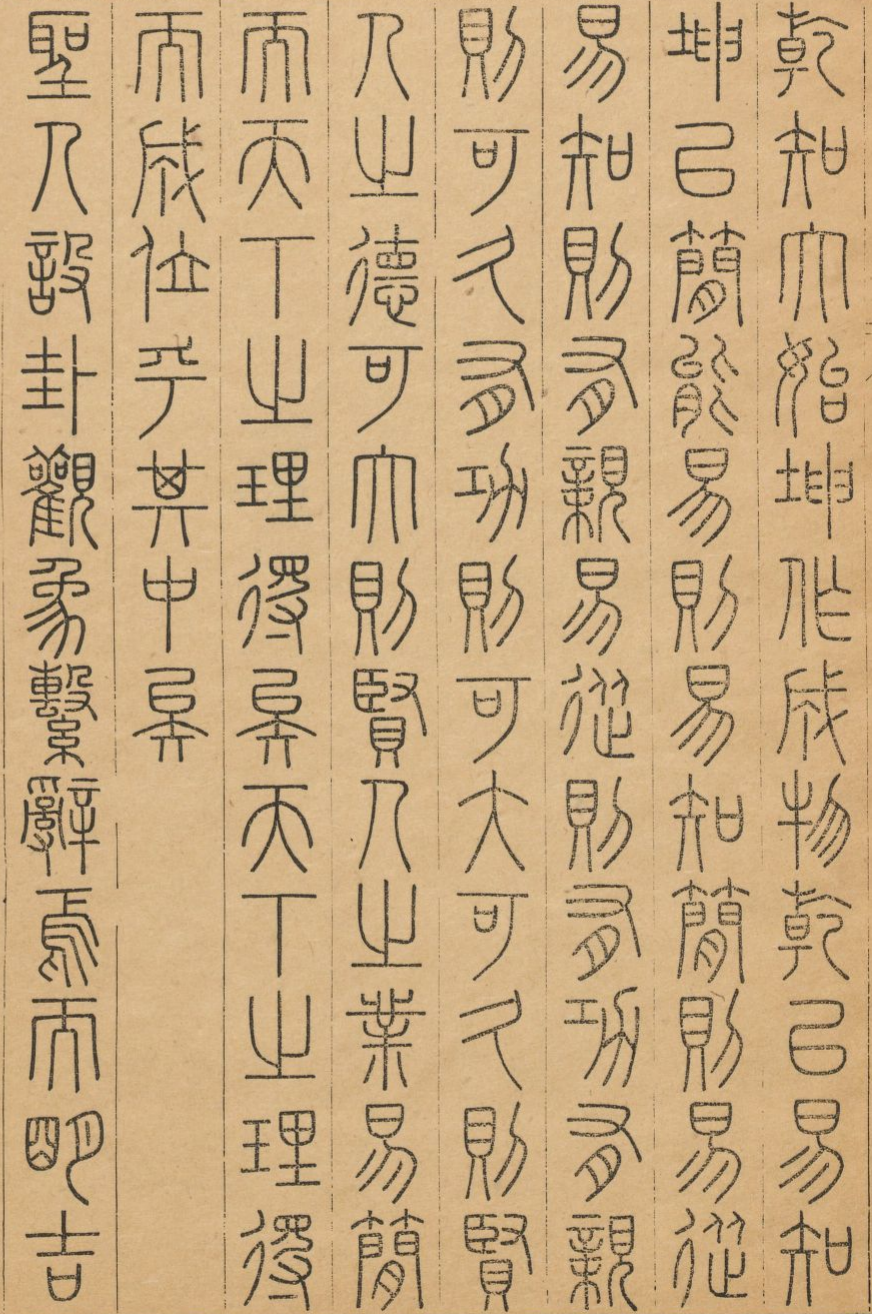 乾知大始坤作成物乾以易知
坤以簡能易則易知簡則易從
易知則有親易從則有功有親
則可久有功則可大可久則賢
人之德可大則賢人之業易簡
而天下之理得矣天下之理得
而成位乎其中矣
聖人設卦觀象繫辭焉而明吉